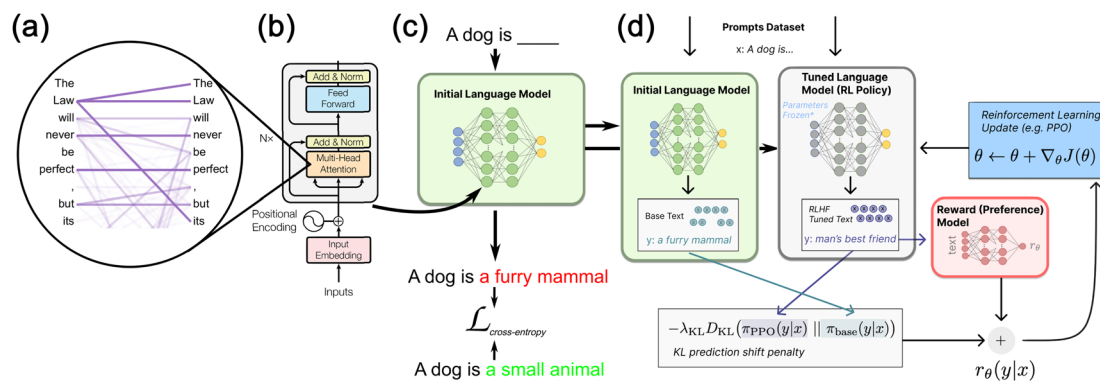 (a)
The The
Law Law
will will
never never
be be
perfect perfect
, ,
but but
its its
(b)
Add & Norm
Feed
Forward
N×
Add & Norm
Multi-Head
Attention
Positional
Encoding
Input
Embedding
Inputs
(c)
A dog is ____
Initial Language Model
A dog is a furry mammal
ℒcross-entropy
A dog is a small animal
(d)
Prompts Dataset
x: A dog is...
Initial Language Model
Base Text
y: a furry mammal
Tuned Language
Model (RL Policy)
Parameters
Frozen*
RLHF
Tuned Text
y: man's best friend
Reinforcement Learning
Update (e.g. PPO)
θ ← θ + ∇θJ(θ)
Reward (Preference)
Model
text
rθ
−λKL DKL(πPPO(y|x) || πbase(y|x))
KL prediction shift penalty
+
rθ(y|x)